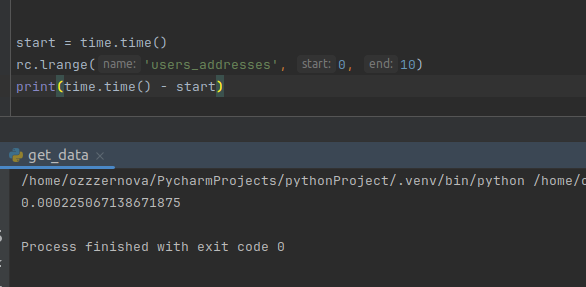 start = time.time()
rc.lrange( name: 'users_addresses', start: 0, end: 10)
print(time.time() - start)
get_data ×
/home/ozzzernova/PycharmProjects/pythonProject/.venv/bin/python /home/
0.000225067138671875
Process finished with exit code 0